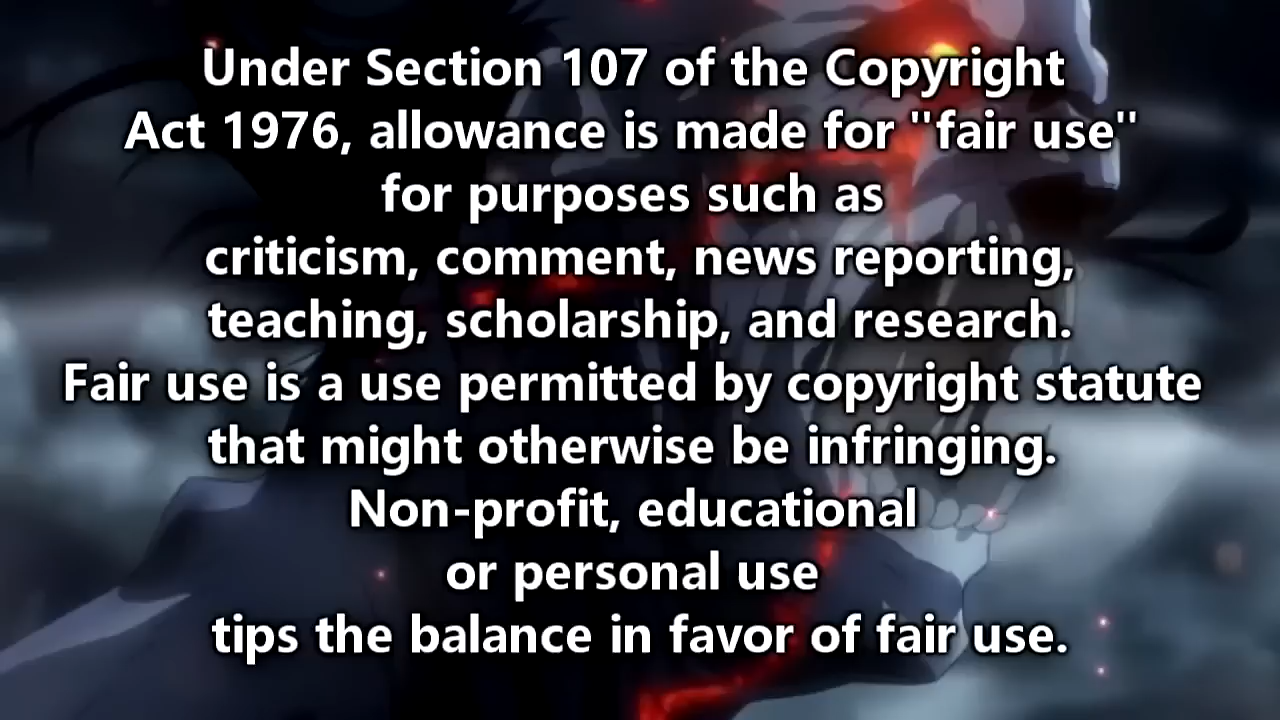 Under Section 107 of the Copyright
Act 1976, allowance is made for "fair use"
for purposes such as
criticism, comment, news reporting,
teaching, scholarship, and research.
Fair use is a use permitted by copyright statute
that might otherwise be infringing.
Non-profit, educational
or personal use
tips the balance in favor of fair use.